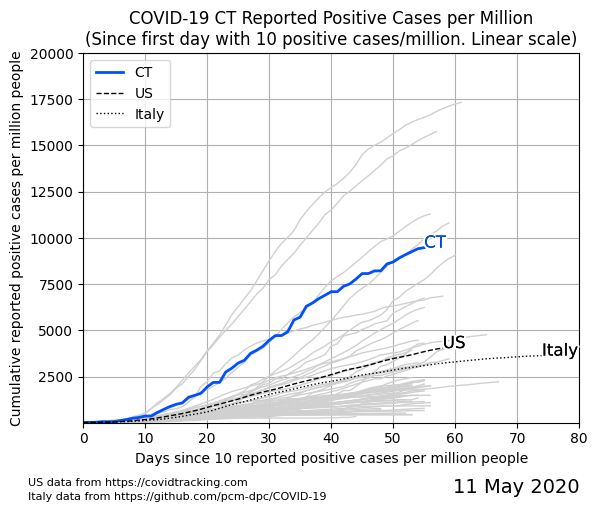 COVID-19 CT Reported Positive Cases per Million
(Since first day with 10 positive cases/million. Linear scale)
Cumulative reported positive cases per million people
20000
17500
15000
12500
10000
7500
5000
2500
CT
US
Italy
CT
US
Italy
0 10 20 30 40 50 60 70 80
Days since 10 reported positive cases per million people
US data from https://covidtracking.com
Italy data from https://github.com/pcm-dpc/COVID-19
11 May 2020